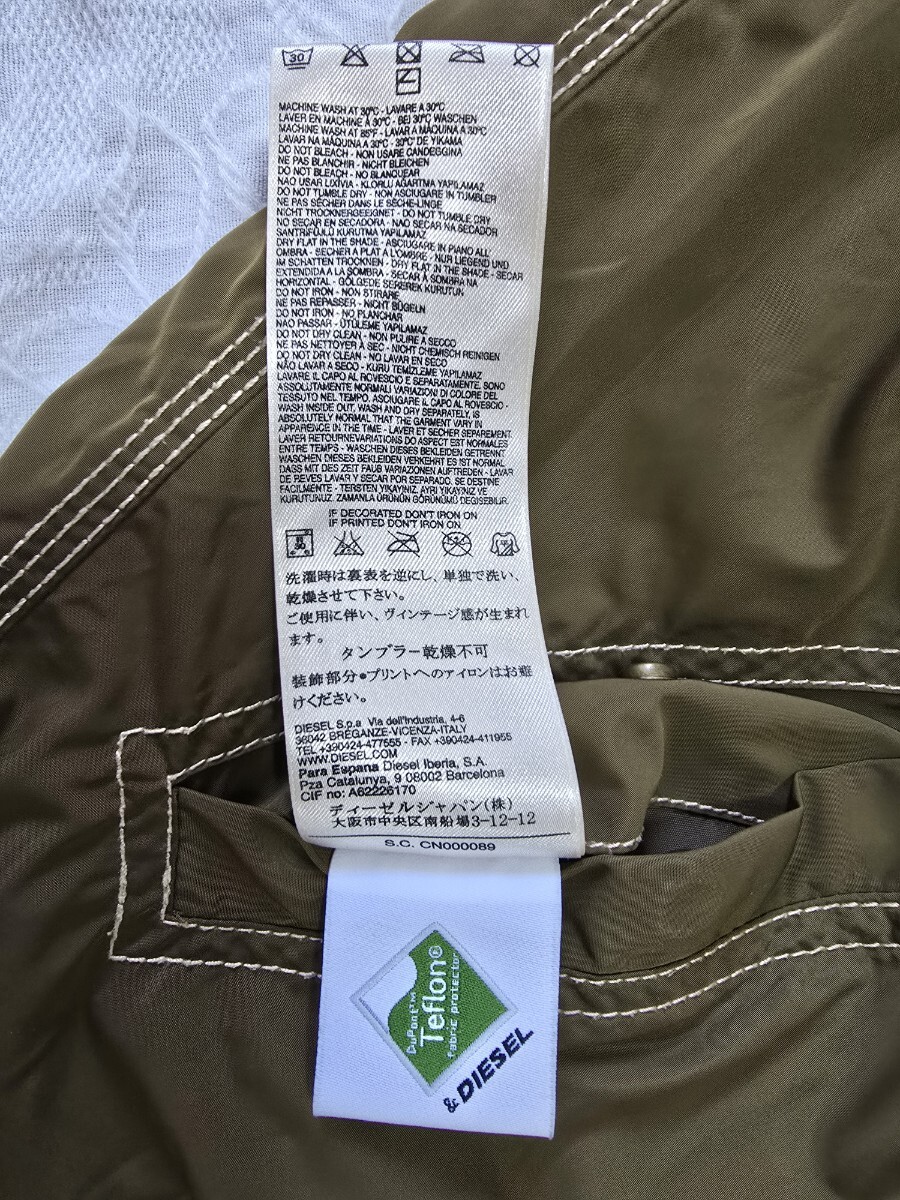 30
MACHINE WASH AT 30°C - LAVARE A 30°C
LAVER EN MACHINE A 30°C - BEI 30°C WASCHEN
MACHINE WASH AT 85°F - LAVAR A MÁQUINA A 30°C
LAVAR NA MÁQUINA A 30°C - 30°C DE YIKAMA
DO NOT BLEACH - NON USARE CANDEGGINA
NE PAS BLANCHIR - NICHT BLEICHEN
DO NOT BLEACH - NO BLANQUEAR
NÃO USAR LIXÍVIA - KLORLU AĞARTMA YAPILAMAZ
DO NOT TUMBLE DRY - NON ASCIUGARE IN TUMBLER
NE PAS SÉCHER DANS LE SÈCHE-LINGE
NICHT TROCKNERGEEIGNET - DO NOT TUMBLE DRY
NO SECAR EN SECADORA - NÃO SECAR NA SECADOR
SANTRIFÜJLÜ KURUTMA YAPILAMAZ
DRY FLAT IN THE SHADE - ASCIUGARE IN PIANO ALL
OMBRA - SECHER A PLAT A L'OMBRE - NUR LIEGEND UND
IM SCHATTEN TROCKNEN - DRY FLAT IN THE SHADE - SECAR
EXTENDIDA A LA SOMBRA - SECAR À SOMBRA NA
HORIZONTAL - GÖLGEDE SEREREK KURUTUN
DO NOT IRON - NON STIRARE
NE PAS REPASSER - NICHT BÜGELN
DO NOT IRON - NO PLANCHAR
NÃO PASSAR - ÜTÜLEME YAPILAMAZ
DO NOT DRY CLEAN - NON PULIRE A SECCO
NE PAS NETTOYER À SEC - NICHT CHEMISCH REINIGEN
DO NOT DRY CLEAN - NO LAVAR EN SECO
NÃO LAVAR A SECO - KURU TEMİZLEME YAPILAMAZ
LAVARE IL CAPO AL ROVESCIO E SEPARATAMENTE. SONO
ASSOLUTAMENTE NORMALI VARIAZIONI DI COLORE DEL
TESSUTO NEL TEMPO. ASCIUGARE IL CAPO AL ROVESCIO -
WASH INSIDE OUT, WASH AND DRY SEPARATELY, IS
ABSOLUTELY NORMAL THAT THE GARMENT VARY IN
APPARENCE IN THE TIME - LAVER ET SECHER SEPAREMENT.
LAVER RETOURNEVARIATIONS DO ASPECT EST NORMALES
ENTRE TEMPS - WASCHEN DIESES BEKLEIDEN GETRENNT.
WASCHEN DIESES BEKLEIDEN VERKEHRT ES IST NORMAL
DASS MIT DES ZEIT FAUB VARIAZIONEN AUFTREDEN - LAVAR
DE REVES LAVAR Y SECAR POR SEPARADO. SE DESTINE
FACILMENTE - TERSTEN YIKAYINIZ. AYRI YIKAYINIZ VE
KURUTUNUZ. ZAMANLA ÜRÜNÜN GÖRÜNÜMÜ DEĞİSEBİLİR.
IF DECORATED DON'T IRON ON
IF PRINTED DON'T IRON ON
30
洗濯時は裏表を逆にし、単独で洗い、
乾燥させて下さい。
ご使用に伴い、ヴィンテージ感が生まれ
ます。
タンブラー乾燥不可
装飾部分●プリントへのアイロンはお避
けください。
DIESEL S.p.a Via dell'Industria, 4-6
36042 BREGANZE-VICENZA-ITALY
TEL +390424-477555 - FAX +390424-411955
WWW.DIESEL.COM
Para Espana Diesel Iberia, S.A.
Pza Catalunya, 9 08002 Barcelona
CIF no: A62226170
ディーゼルジャパン(株)
大阪市中央区南船場3-12-12
S.C. CN000089
DuPont™
Teflon®
fabric protector
& DIESEL